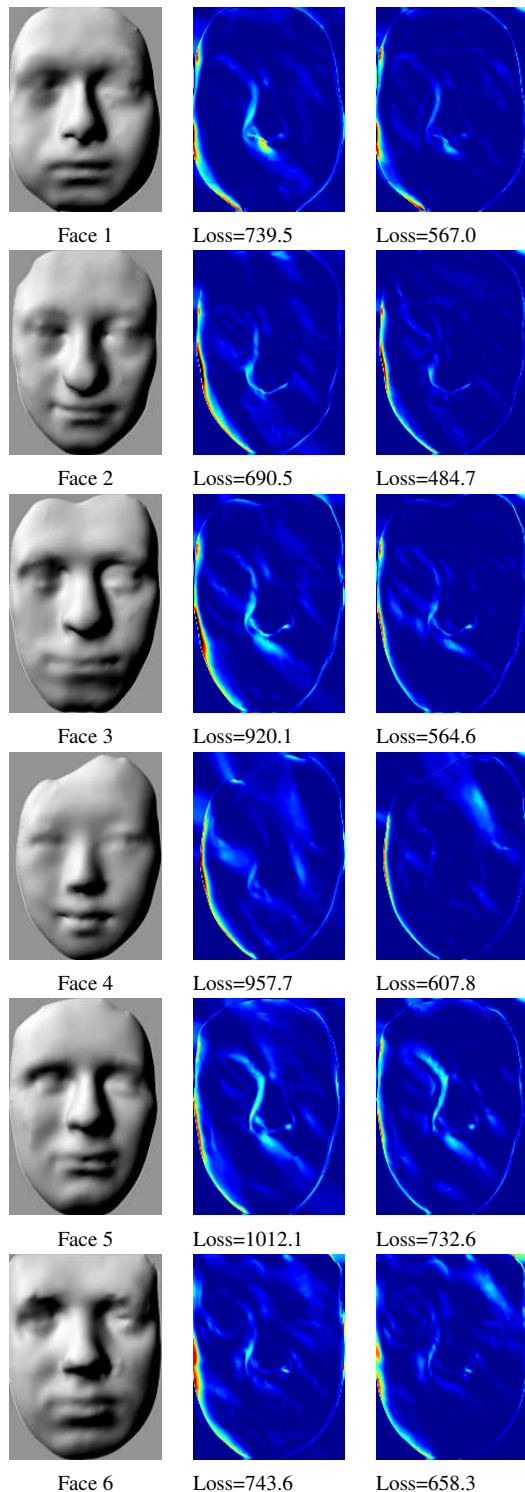 Face 1 Loss=739.5 Loss=567.0
Face 2 Loss=690.5 Loss=484.7
Face 3 Loss=920.1 Loss=564.6
Face 4 Loss=957.7 Loss=607.8
Face 5 Loss=1012.1 Loss=732.6
Face 6 Loss=743.6 Loss=658.3